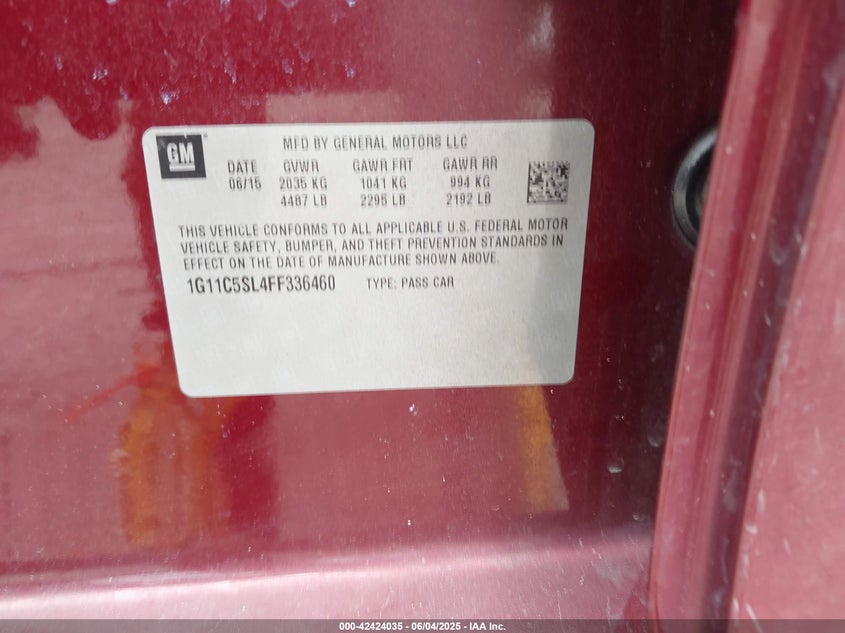 GM
MFD BY GENERAL MOTORS LLC
DATE GVWR GAWR FRT GAWR RR
06/15 2035 KG 1041 KG 994 KG
4487 LB 2295 LB 2192 LB
THIS VEHICLE CONFORMS TO ALL APPLICABLE U.S. FEDERAL MOTOR
VEHICLE SAFETY, BUMPER, AND THEFT PREVENTION STANDARDS IN
EFFECT ON THE DATE OF MANUFACTURE SHOWN ABOVE.
1G11C5SL4FF336460 TYPE: PASS CAR
000-42424035 - 06/04/2025 - IAA Inc.